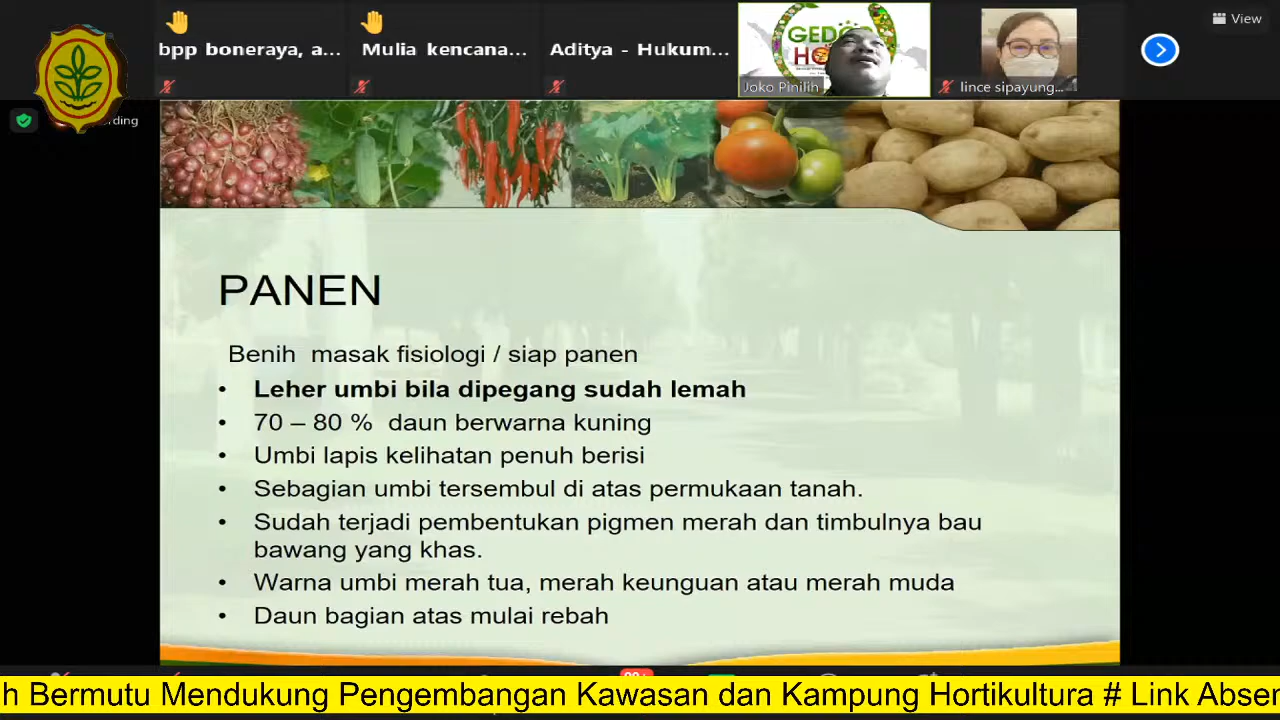 bpp boneraya, a...
Mulia kencana...
Aditya - Hukum...
GEDOR
HO
Joko Pinilih
lince sipayung...
View
PANEN
Benih masak fisiologi / siap panen
• Leher umbi bila dipegang sudah lemah
• 70 – 80 % daun berwarna kuning
• Umbi lapis kelihatan penuh berisi
• Sebagian umbi tersembul di atas permukaan tanah.
• Sudah terjadi pembentukan pigmen merah dan timbulnya bau
bawang yang khas.
• Warna umbi merah tua, merah keunguan atau merah muda
• Daun bagian atas mulai rebah
h Bermutu Mendukung Pengembangan Kawasan dan Kampung Hortikultura # Link Absen